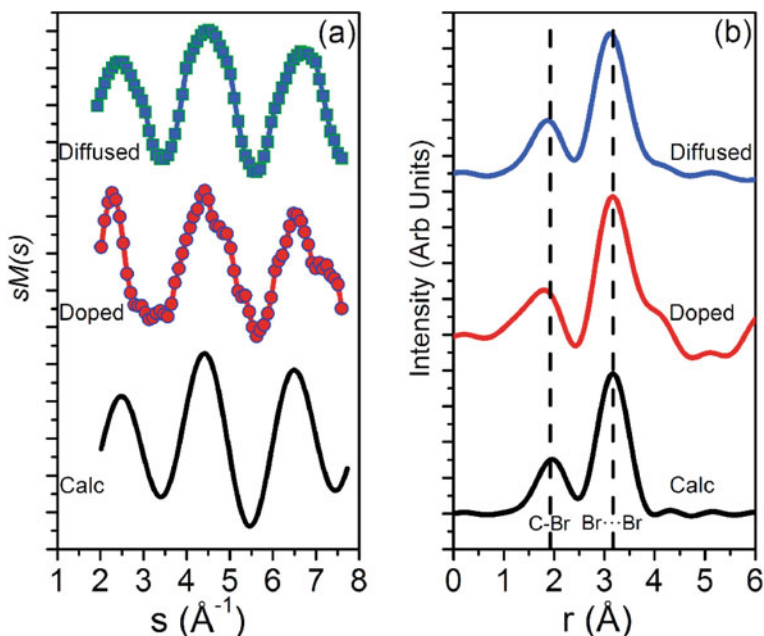 (a)
Diffused
Doped
Calc
sM(s)
1 2 3 4 5 6 7 8
s (Å⁻¹)
(b)
Diffused
Doped
Calc
C-Br Br···Br
Intensity (Arb Units)
0 1 2 3 4 5 6
r (Å)